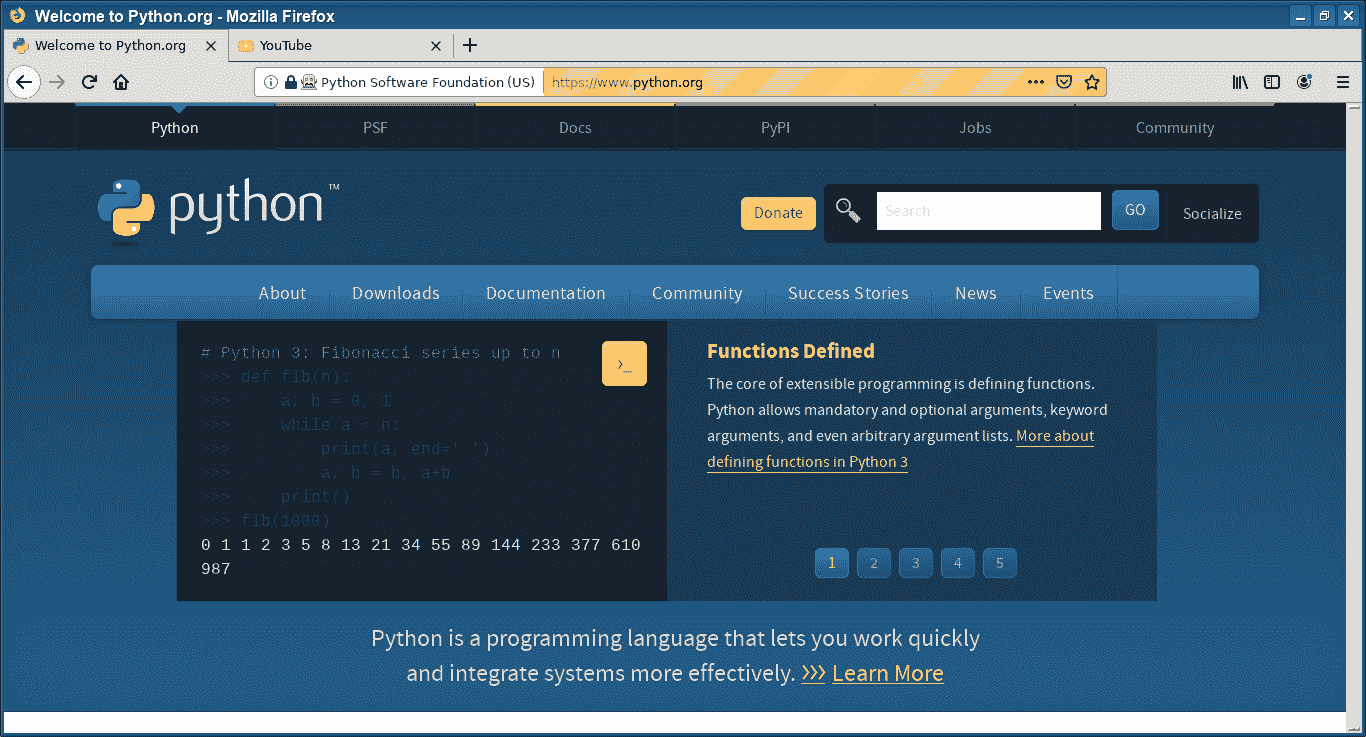 Welcome to Python.org - Mozilla Firefox
Welcome to Python.org
YouTube
Python Software Foundation (US) https://www.python.org
Python PSF Docs PyPI Jobs Community
python™
Donate Search GO Socialize
About Downloads Documentation Community Success Stories News Events
# Python 3: Fibonacci series up to n
>>> def fib(n):
>>>     a, b = 0, 1
>>>     while a < n:
>>>         print(a, end=' ')
>>>         a, b = b, a+b
>>>     print()
>>> fib(1000)
0 1 1 2 3 5 8 13 21 34 55 89 144 233 377 610
987
>_
Functions Defined
The core of extensible programming is defining functions.
Python allows mandatory and optional arguments, keyword
arguments, and even arbitrary argument lists. More about
defining functions in Python 3
1 2 3 4 5
Python is a programming language that lets you work quickly
and integrate systems more effectively. >>> Learn More